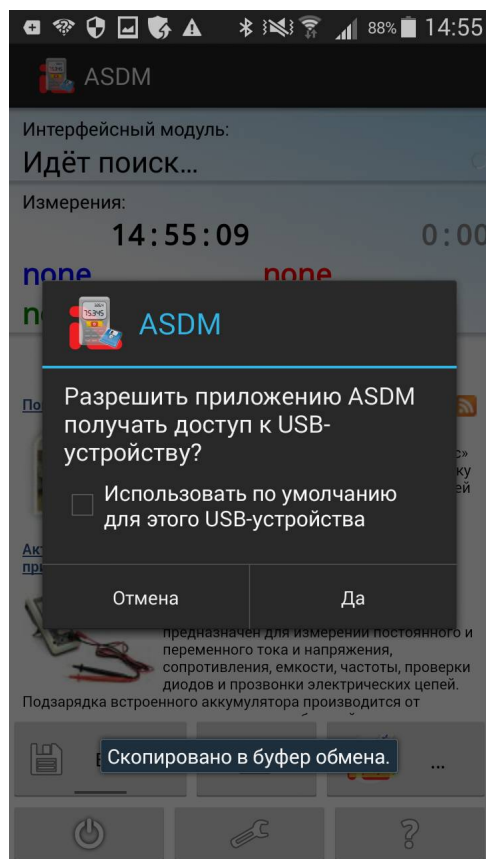 88% 14:55
ASDM
Интерфейсный модуль:
Идёт поиск...
Измерения:
14:55:09 0:00
none none
ASDM
Разрешить приложению ASDM
получать доступ к USB-
устройству?
Использовать по умолчанию
для этого USB-устройства
Отмена Да
предназначен для измерений постоянного и
переменного тока и напряжения,
сопротивления, емкости, частоты, проверки
диодов и прозвонки электрических цепей.
Подзарядка встроенного аккумулятора производится от
Скопировано в буфер обмена.
...